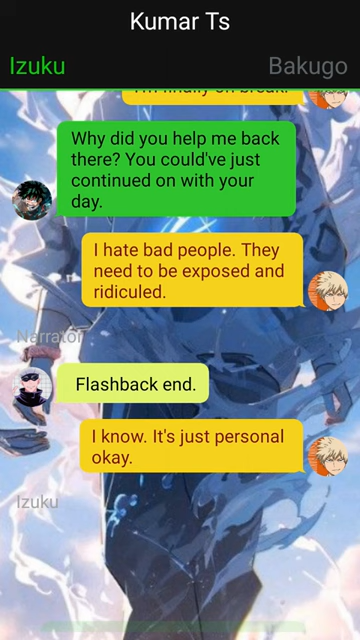 Kumar Ts
Izuku
Bakugo
I'm finally on break.
Why did you help me back
there? You could've just
continued on with your
day.
I hate bad people. They
need to be exposed and
ridiculed.
Narrator
Flashback end.
I know. It's just personal
okay.
Izuku